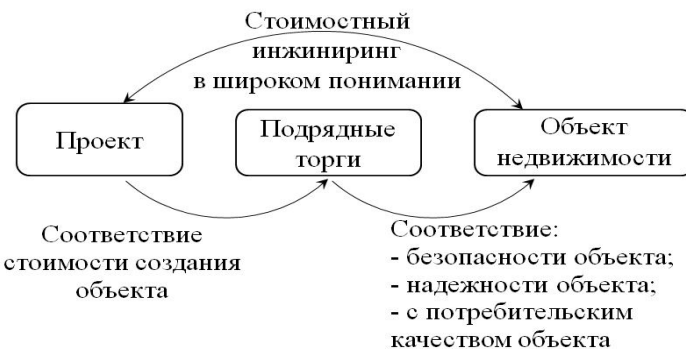 Стоимостный
инжиниринг
в широком понимании
Проект
Подрядные
торги
Объект
недвижимости
Соответствие
стоимости создания
объекта
Соответствие:
- безопасности объекта;
- надежности объекта;
- с потребительским
качеством объекта